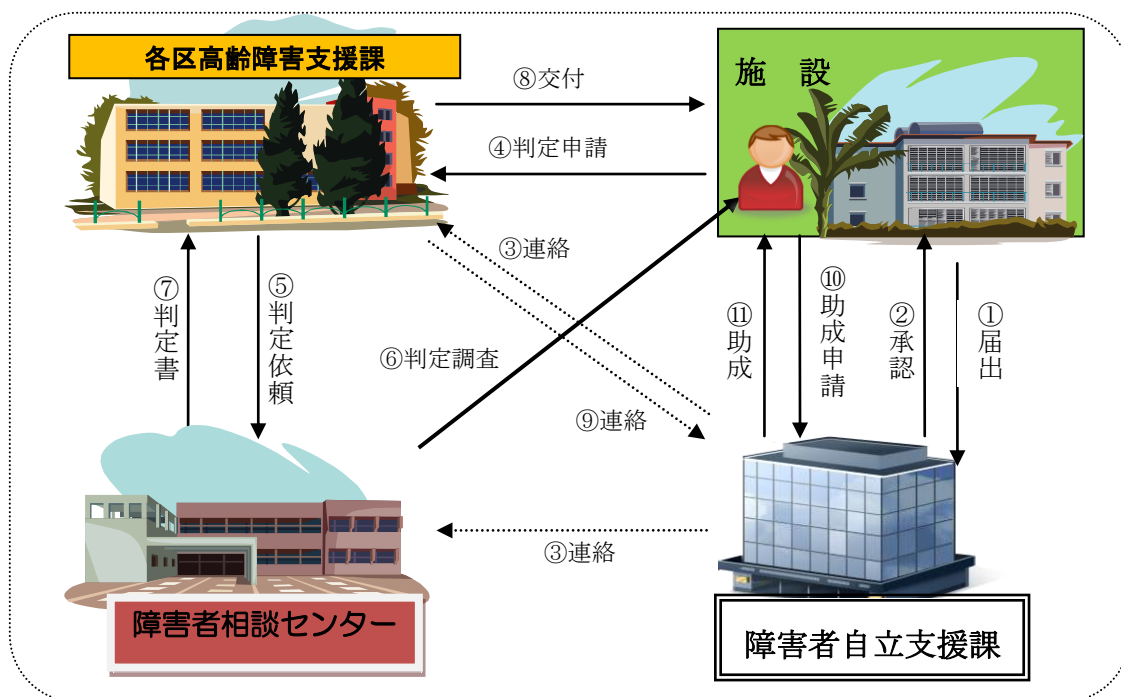 各区高齢障害支援課
施 設
⑧交付
④判定申請
③連絡
⑦判定書
⑤判定依頼
⑥判定調査
⑨連絡
⑪助成
⑩助成申請
②承認
①届出
③連絡
障害者相談センター
障害者自立支援課